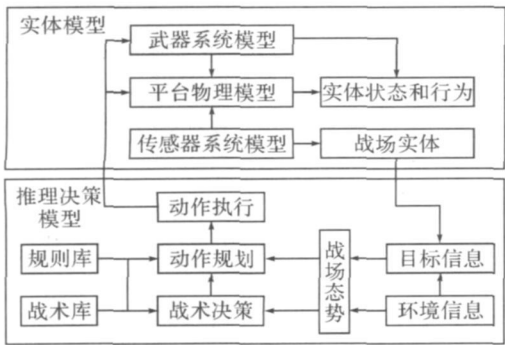 实体模型
武器系统模型
平台物理模型
实体状态和行为
传感器系统模型
战场实体
推理决策
模型
动作执行
规则库
动作规划
战场态势
目标信息
战术库
战术决策
环境信息